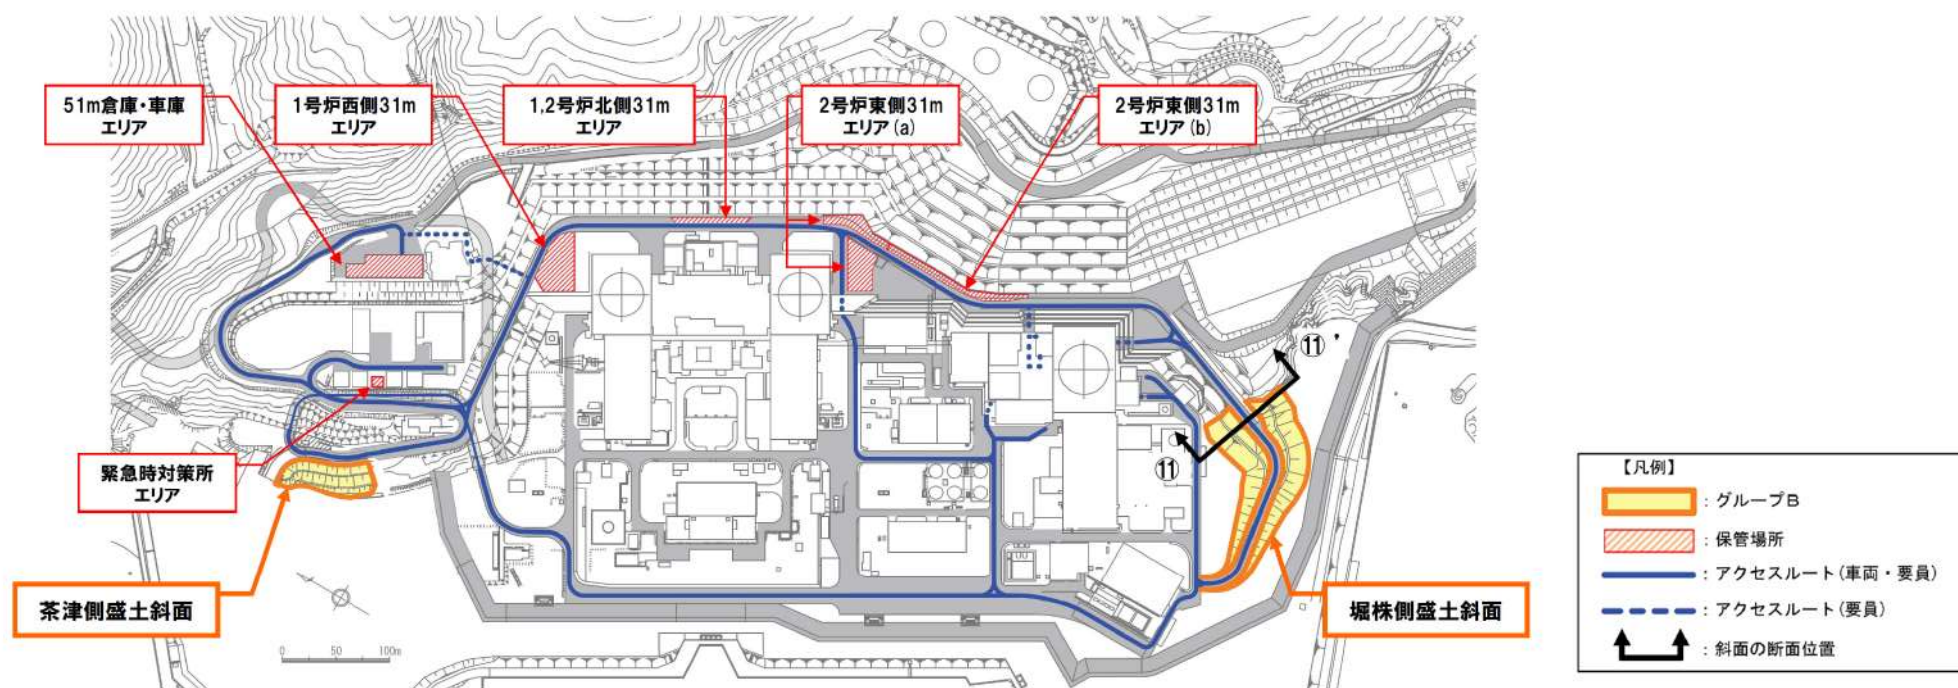 51m倉庫・車庫
エリア
1号炉西側31m
エリア
1,2号炉北側31m
エリア
2号炉東側31m
エリア(a)
2号炉東側31m
エリア(b)
⑪
⑪
緊急時対策所
エリア
茶津側盛土斜面
堀株側盛土斜面
0 50 100m
【凡例】
：グループB
：保管場所
：アクセスルート(車両・要員)
：アクセスルート(要員)
：斜面の断面位置